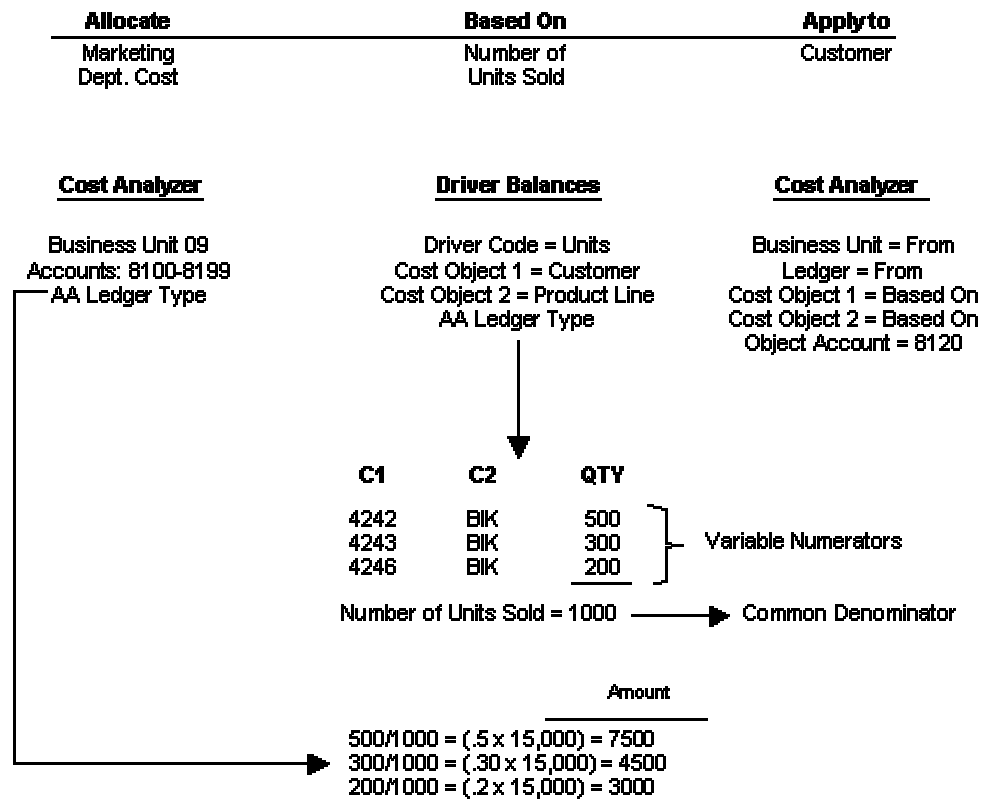 Allocate Based On Apply to
Marketing Number of Customer
Dept. Cost Units Sold
Cost Analyzer Driver Balances Cost Analyzer
Business Unit 09 Driver Code = Units Business Unit = From
Accounts: 8100-8199 Cost Object 1 = Customer Ledger = From
AA Ledger Type Cost Object 2 = Product Line Cost Object 1 = Based On
AA Ledger Type Cost Object 2 = Based On
Object Account = 8120
C1 C2 QTY
4242 BIK 500
4243 BIK 300 Variable Numerators
4246 BIK 200
Number of Units Sold = 1000 Common Denominator
Amount
500/1000 = (.5 x 15,000) = 7500
300/1000 = (.30 x 15,000) = 4500
200/1000 = (.2 x 15,000) = 3000